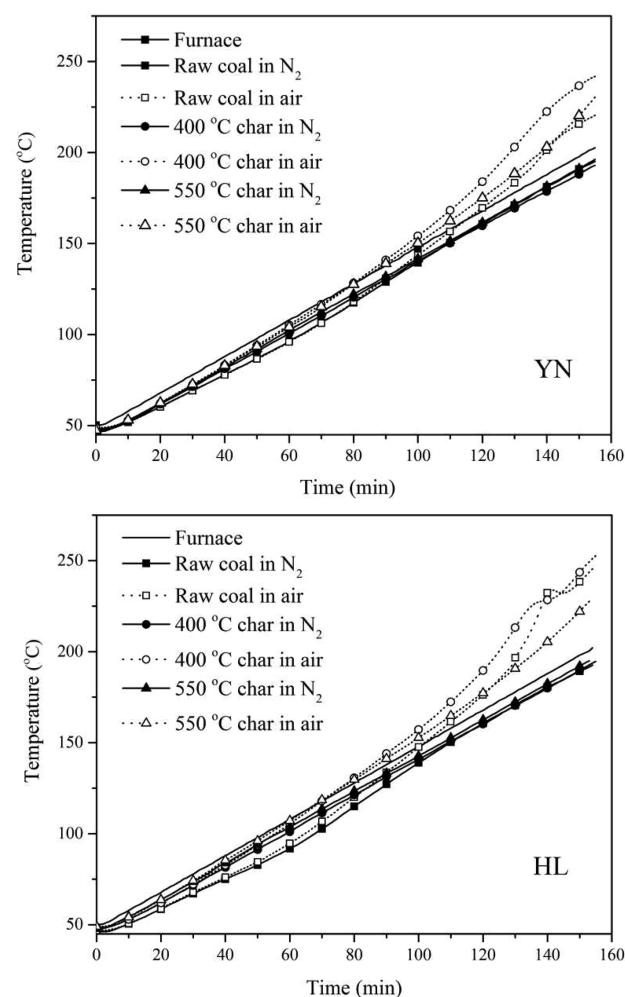 250
200
150
100
50
Temperature (°C)
Furnace
Raw coal in N₂
Raw coal in air
400 °C char in N₂
400 °C char in air
550 °C char in N₂
550 °C char in air
YN
0 20 40 60 80 100 120 140 160
Time (min)
250
200
150
100
50
Temperature (°C)
Furnace
Raw coal in N₂
Raw coal in air
400 °C char in N₂
400 °C char in air
550 °C char in N₂
550 °C char in air
HL
0 20 40 60 80 100 120 140 160
Time (min)